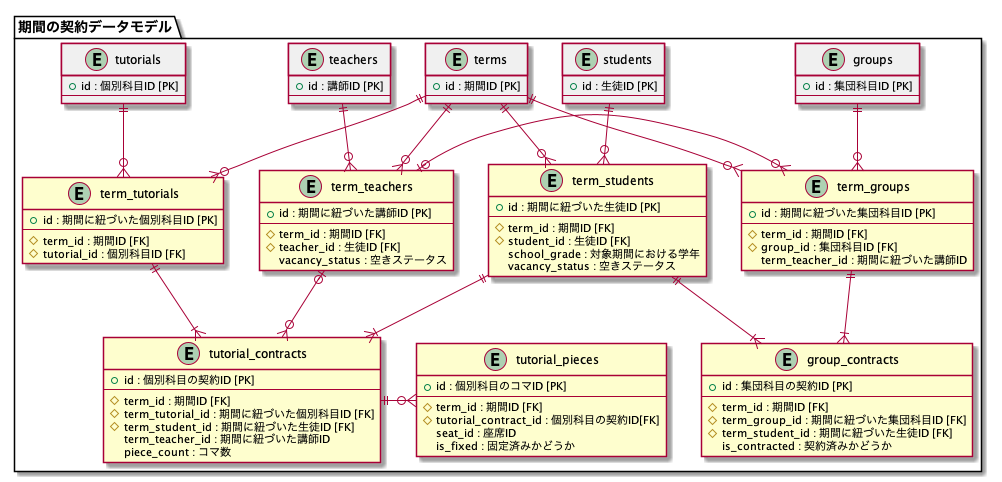 期間の契約データモデル
E tutorials
id : 個別科目ID [PK]
E teachers
id : 講師ID [PK]
E terms
id : 期間ID [PK]
E students
id : 生徒ID [PK]
E groups
id : 集団科目ID [PK]
E term_tutorials
id : 期間に紐づいた個別科目ID [PK]
term_id : 期間ID [FK]
tutorial_id : 個別科目ID [FK]
E term_teachers
id : 期間に紐づいた講師ID [PK]
term_id : 期間ID [FK]
teacher_id : 生徒ID [FK]
vacancy_status : 空きステータス
E term_students
id : 期間に紐づいた生徒ID [PK]
term_id : 期間ID [FK]
student_id : 生徒ID [FK]
school_grade : 対象期間における学年
vacancy_status : 空きステータス
E term_groups
id : 期間に紐づいた集団科目ID [PK]
term_id : 期間ID [FK]
group_id : 集団科目ID [FK]
term_teacher_id : 期間に紐づいた講師ID
E tutorial_contracts
id : 個別科目の契約ID [PK]
term_id : 期間ID [FK]
term_tutorial_id : 期間に紐づいた個別科目ID [FK]
term_student_id : 期間に紐づいた生徒ID [FK]
term_teacher_id : 期間に紐づいた講師ID
piece_count : コマ数
E tutorial_pieces
id : 個別科目のコマID [PK]
term_id : 期間ID [FK]
tutorial_contract_id : 個別科目の契約ID[FK]
seat_id : 座席ID
is_fixed : 固定済みかどうか
E group_contracts
id : 集団科目の契約ID [PK]
term_id : 期間ID [FK]
term_group_id : 期間に紐づいた集団科目ID [FK]
term_student_id : 期間に紐づいた生徒ID [FK]
is_contracted : 契約済みかどうか